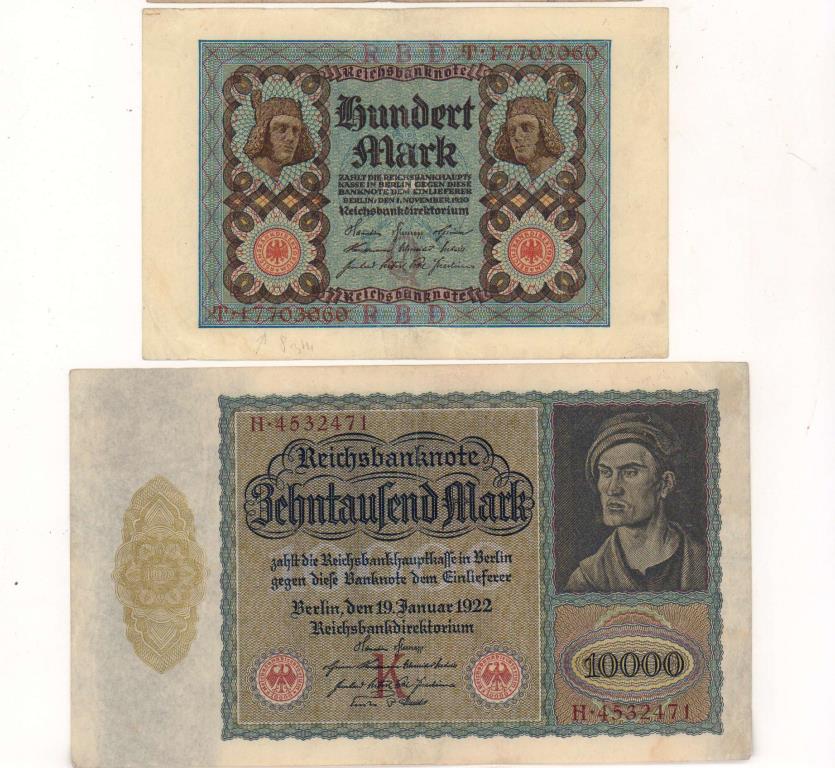 R B D T·17703060
Reichsbanknote
Hundert
Mark
ZAHLT DIE REICHSBANKHAUPT⸗
KASSE IN BERLIN GEGEN DIESE
BANKNOTE DEM EINLIEFERER
BERLIN, DEN 1. NOVEMBER 1920
Reichsbankdirektorium
Reichsbanknote
T·17703060 R B D
H·4532471
Reichsbanknote
Zehntauſend Mark
zahlt die Reichsbankhauptkaſſe in Berlin
gegen dieſe Banknote dem Einlieferer
Berlin, den 19. Januar 1922
Reichsbankdirektorium
K
10000
H·4532471